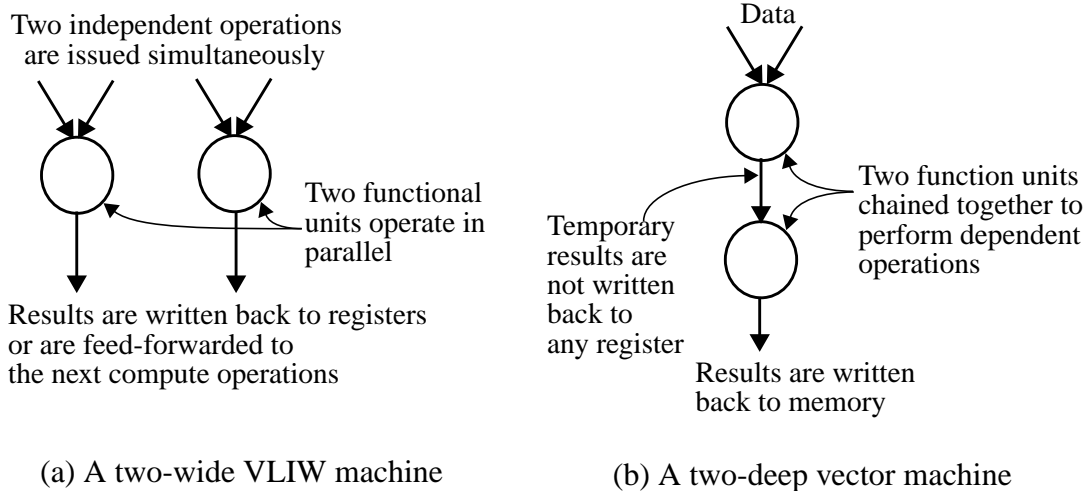 Two independent operations
are issued simultaneously
Two functional
units operate in
parallel
Results are written back to registers
or are feed-forwarded to
the next compute operations
(a) A two-wide VLIW machine
Data
Two function units
chained together to
perform dependent
operations
Temporary
results are
not written
back to
any register
Results are written
back to memory
(b) A two-deep vector machine